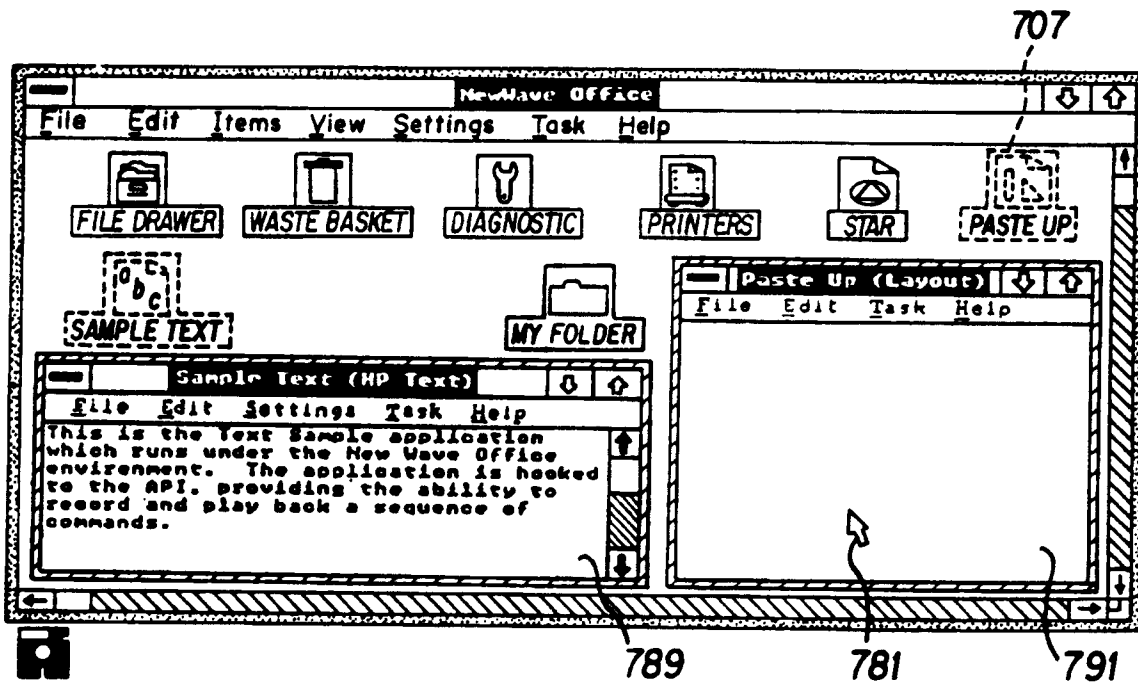 707
NewWave Office
File Edit Items View Settings Task Help
FILE DRAWER WASTE BASKET DIAGNOSTIC PRINTERS STAR PASTE UP
abc
SAMPLE TEXT MY FOLDER
Paste Up (Layout)
File Edit Task Help
Sample Text (HP Text)
File Edit Settings Task Help
This is the Text Sample application
which runs under the New Wave Office
environment. The application is hooked
to the API, providing the ability to
record and play back a sequence of
commands.
789 781 791